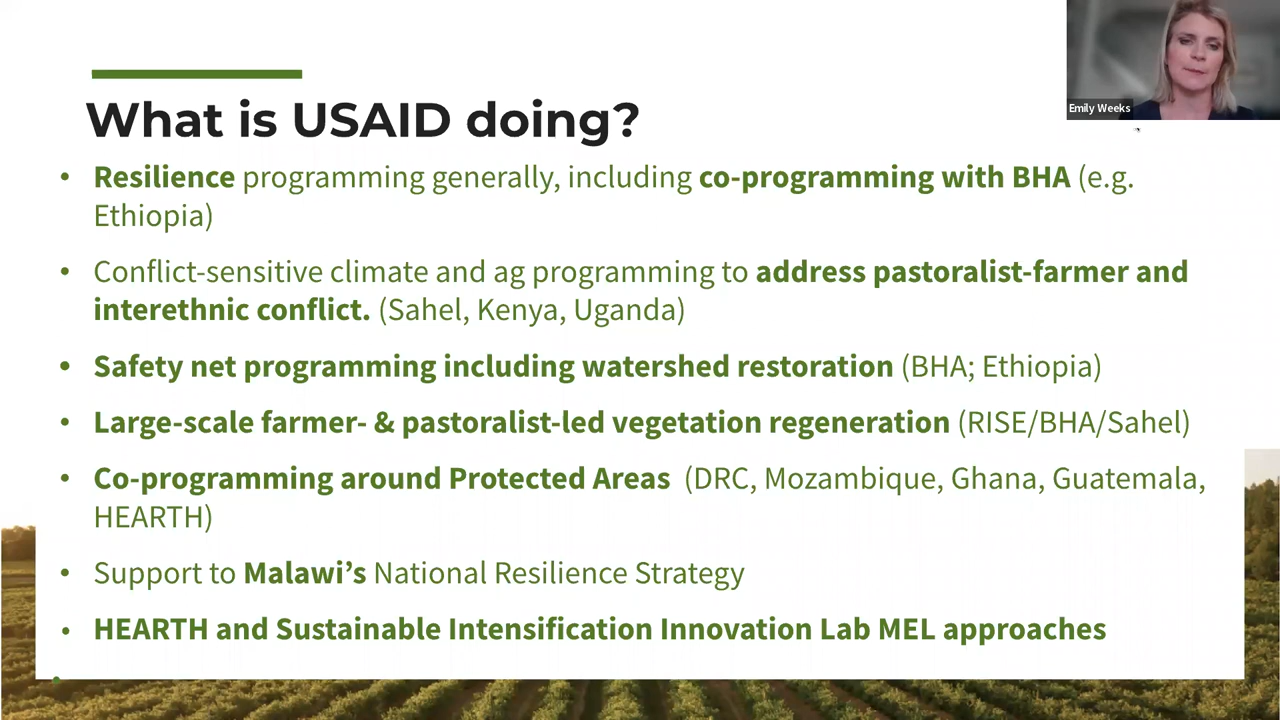 What is USAID doing?
Emily Weeks
• Resilience programming generally, including co-programming with BHA (e.g.
Ethiopia)
• Conflict-sensitive climate and ag programming to address pastoralist-farmer and
interethnic conflict. (Sahel, Kenya, Uganda)
• Safety net programming including watershed restoration (BHA; Ethiopia)
• Large-scale farmer- & pastoralist-led vegetation regeneration (RISE/BHA/Sahel)
• Co-programming around Protected Areas (DRC, Mozambique, Ghana, Guatemala,
HEARTH)
• Support to Malawi’s National Resilience Strategy
• HEARTH and Sustainable Intensification Innovation Lab MEL approaches